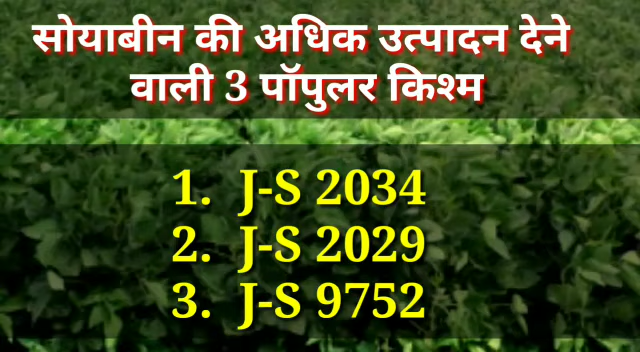 सोयाबीन की अधिक उत्पादन देने
वाली 3 पॉपुलर किश्म
1. J-S 2034
2. J-S 2029
3. J-S 9752